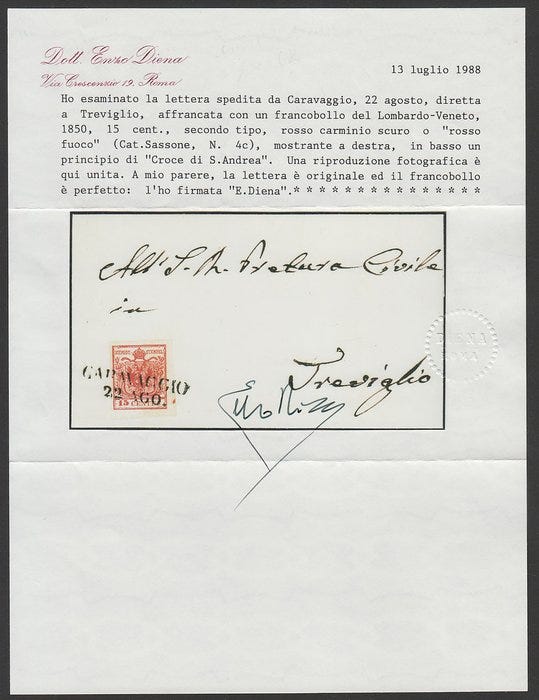 Dott. Enzo Diena
Via Crescenzio 19. Roma
13 luglio 1988
Ho esaminato la lettera spedita da Caravaggio, 22 agosto, diretta
a Treviglio, affrancata con un francobollo del Lombardo-Veneto,
1850, 15 cent., secondo tipo, rosso carminio scuro o "rosso
fuoco" (Cat.Sassone, N. 4c), mostrante a destra, in basso un
principio di "Croce di S.Andrea". Una riproduzione fotografica è
qui unita. A mio parere, la lettera è originale ed il francobollo
è perfetto: l'ho firmata "E.Diena".* * * * * * * * * * * * * * *
All' I. R. Pretura Civile
in
Treviglio
CARAVAGGIO
22 AGO.
DIENA
ROMA